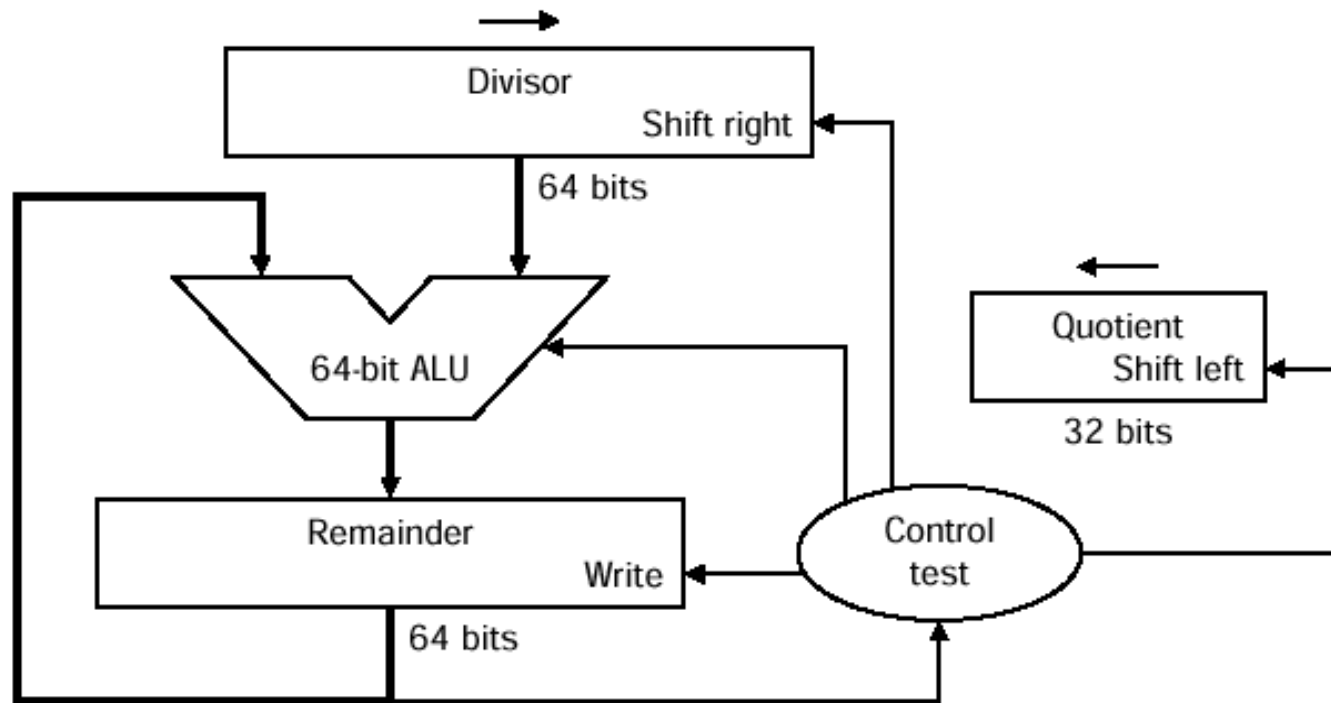 Divisor
Shift right
64 bits
Quotient
Shift left
32 bits
64-bit ALU
Remainder
Write
64 bits
Control
test